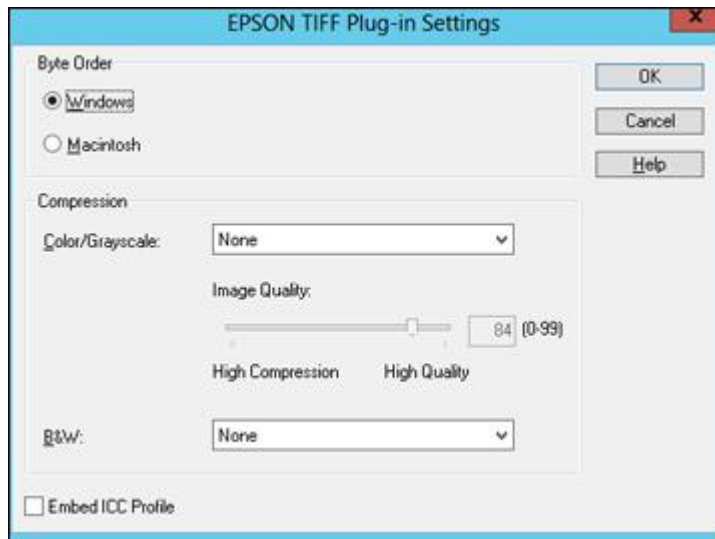 EPSON TIFF Plug-in Settings
x
Byte Order
Windows
Macintosh
OK
Cancel
Help
Compression
Color/Grayscale: None
Image Quality:
84 (0-99)
High Compression High Quality
B&W: None
Embed ICC Profile